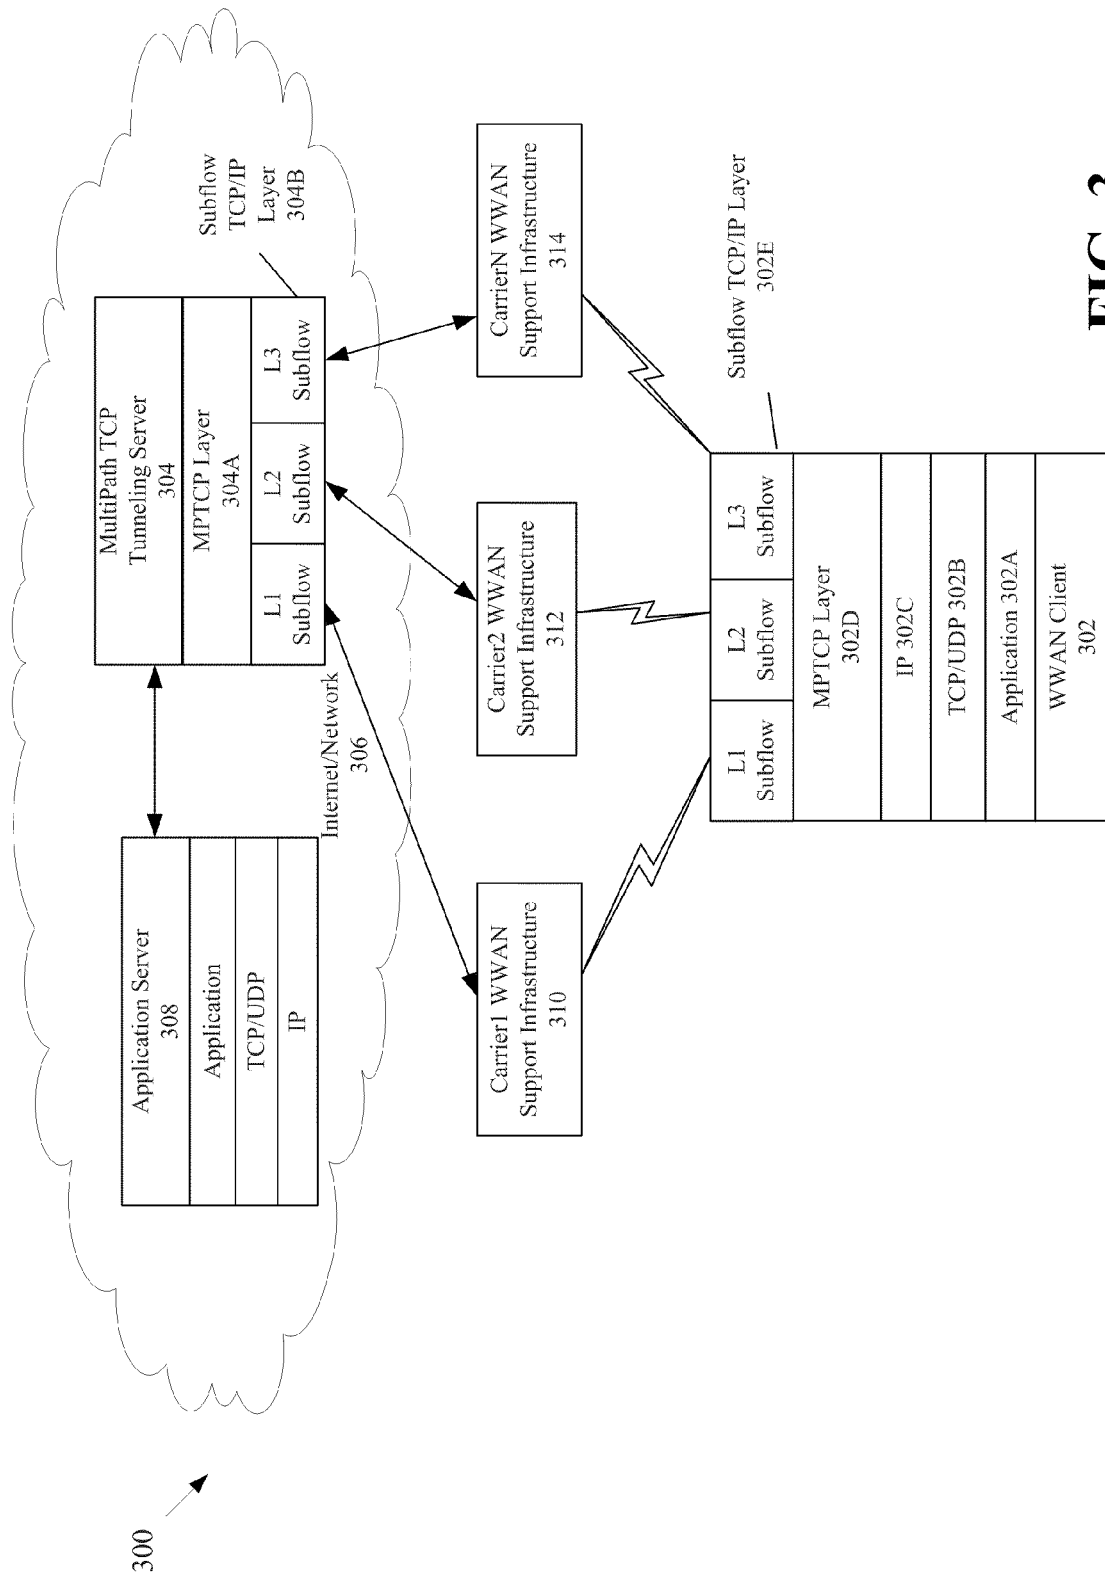 300
Application Server
308
Application
TCP/UDP
IP
MultiPath TCP
Tunneling Server
304
MPTCP Layer
304A
L1
Subflow
L2
Subflow
L3
Subflow
Subflow
TCP/IP
Layer
304B
Internet/Network
306
Carrier1 WWAN
Support Infrastructure
310
Carrier2 WWAN
Support Infrastructure
312
CarrierN WWAN
Support Infrastructure
314
Subflow TCP/IP Layer
302E
L1
Subflow
L2
Subflow
L3
Subflow
MPTCP Layer
302D
IP 302C
TCP/UDP 302B
Application 302A
WWAN Client
302
FIG